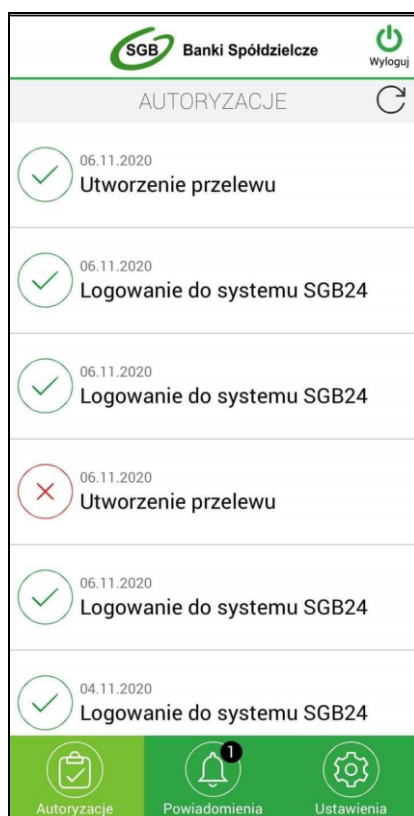 SGB Banki Spółdzielcze
Wyloguj
AUTORYZACJE
06.11.2020
Utworzenie przelewu
06.11.2020
Logowanie do systemu SGB24
06.11.2020
Logowanie do systemu SGB24
06.11.2020
Utworzenie przelewu
06.11.2020
Logowanie do systemu SGB24
04.11.2020
Logowanie do systemu SGB24
1
Autoryzacje Powiadomienia Ustawienia